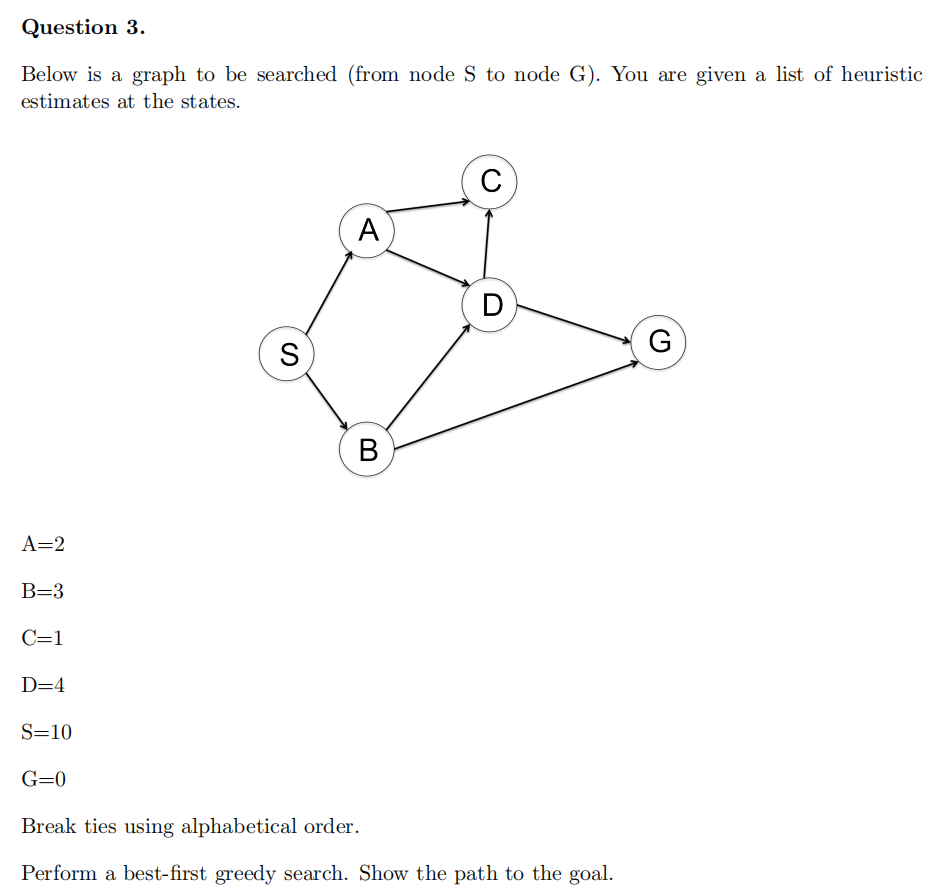 Question 3.
Below is a graph to be searched (from node S to node G). You are given a list of heuristic
estimates at the states.
C
A
D
G
S
B
A=2
B=3
C=1
D=4
S=10
G=0
Break ties using alphabetical order.
Perform a best-first greedy search. Show the path to the goal.